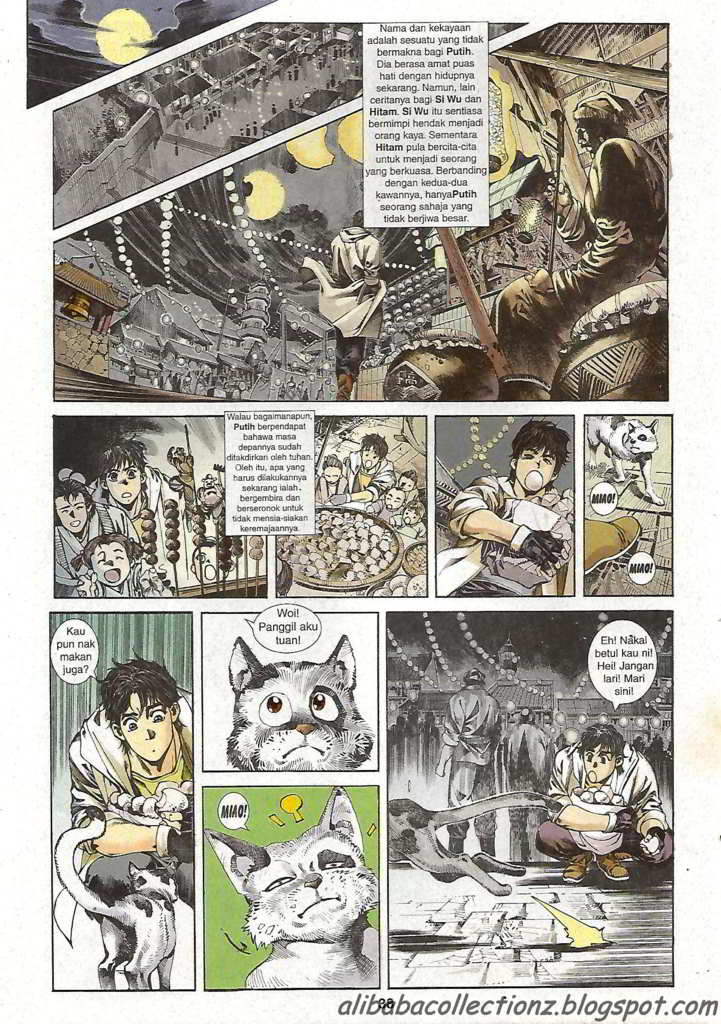 Nama dan kekayaan
adalah sesuatu yang tidak
bermakna bagi Putih.
Dia berasa amat puas
hati dengan hidupnya
sekarang. Namun, lain
ceritanya bagi Si Wu dan
Hitam. Si Wu itu sentiasa
bermimpi hendak menjadi
orang kaya. Sementara
Hitam pula bercita-cita
untuk menjadi seorang
yang berkuasa. Berbanding
dengan kedua-dua
kawannya, hanyaPutih
seorang sahaja yang
tidak berjiwa besar.
Walau bagaimanapun,
Putih berpendapat
bahawa masa
depannya sudah
ditakdirkan oleh tuhan.
Oleh itu, apa yang
harus dilakukannya
sekarang ialah
bergembira dan
berseronok untuk
tidak mensia-siakan
keremajaannya.
MIAO!
MIAO!
Kau
pun nak
makan
juga?
Woi!
Panggil aku
tuan!
MIAO!
Eh! Nakal
betul kau ni!
Hei! Jangan
lari! Mari
sini!
38
alibabacollectionz.blogspot.com